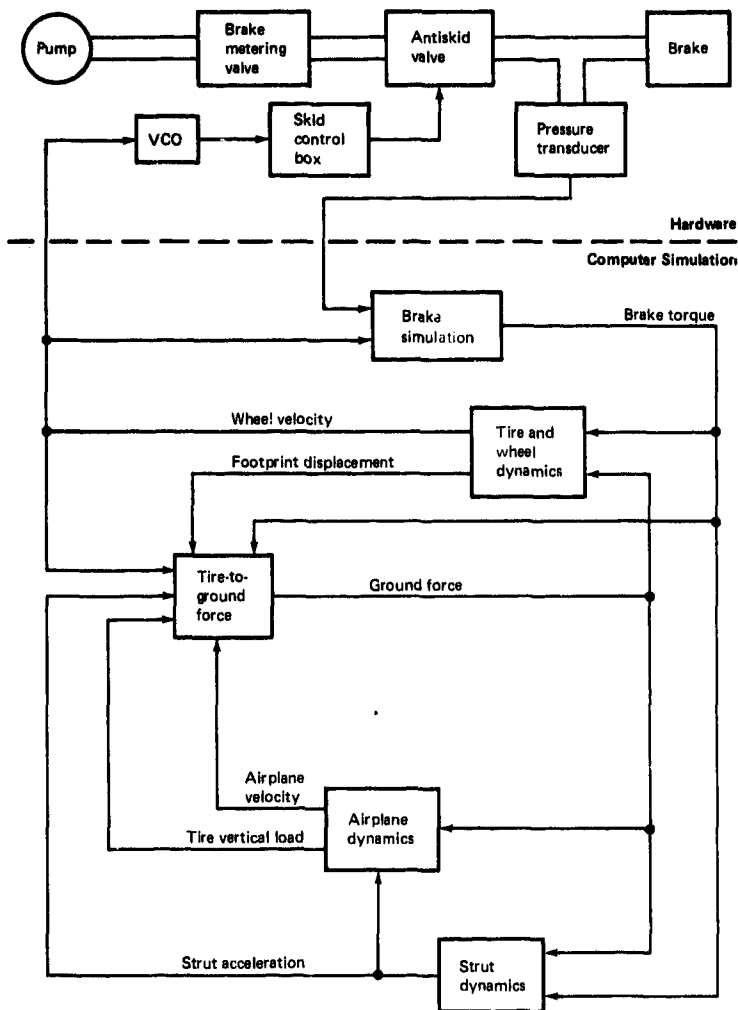 Pump
Brake
metering
valve
Antiskid
valve
Brake
VCO
Skid
control
box
Pressure
transducer
Hardware
Computer Simulation
Braka
simulation
Brake torque
Wheel velocity
Tire and
wheel
dynamics
Footprint displacement
Tire-to-
ground
force
Ground force
Airplane
velocity
Airplane
dynamics
Tire vertical load
Strut acceleration
Strut
dynamics